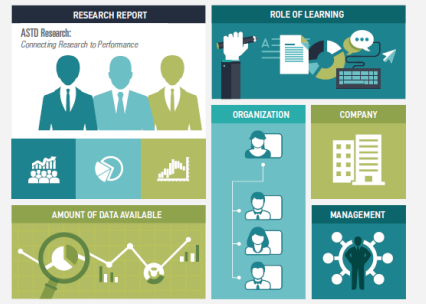 RESEARCH REPORT
ASTD Research:
Connecting Research to Performance
ROLE OF LEARNING
ORGANIZATION
COMPANY
AMOUNT OF DATA AVAILABLE
MANAGEMENT